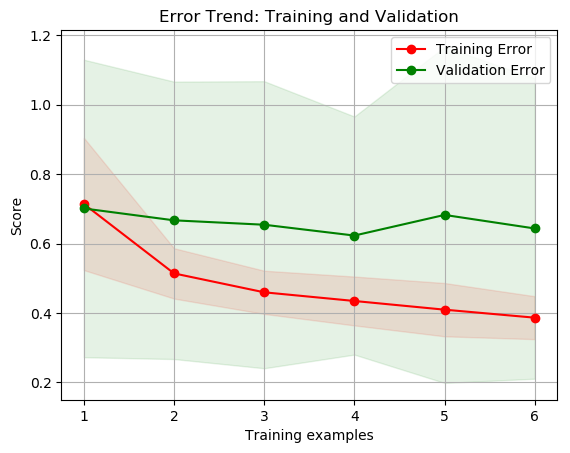 Error Trend: Training and Validation
Training Error
Validation Error
1.2
1.0
0.8
0.6
0.4
0.2
Score
1 2 3 4 5 6
Training examples